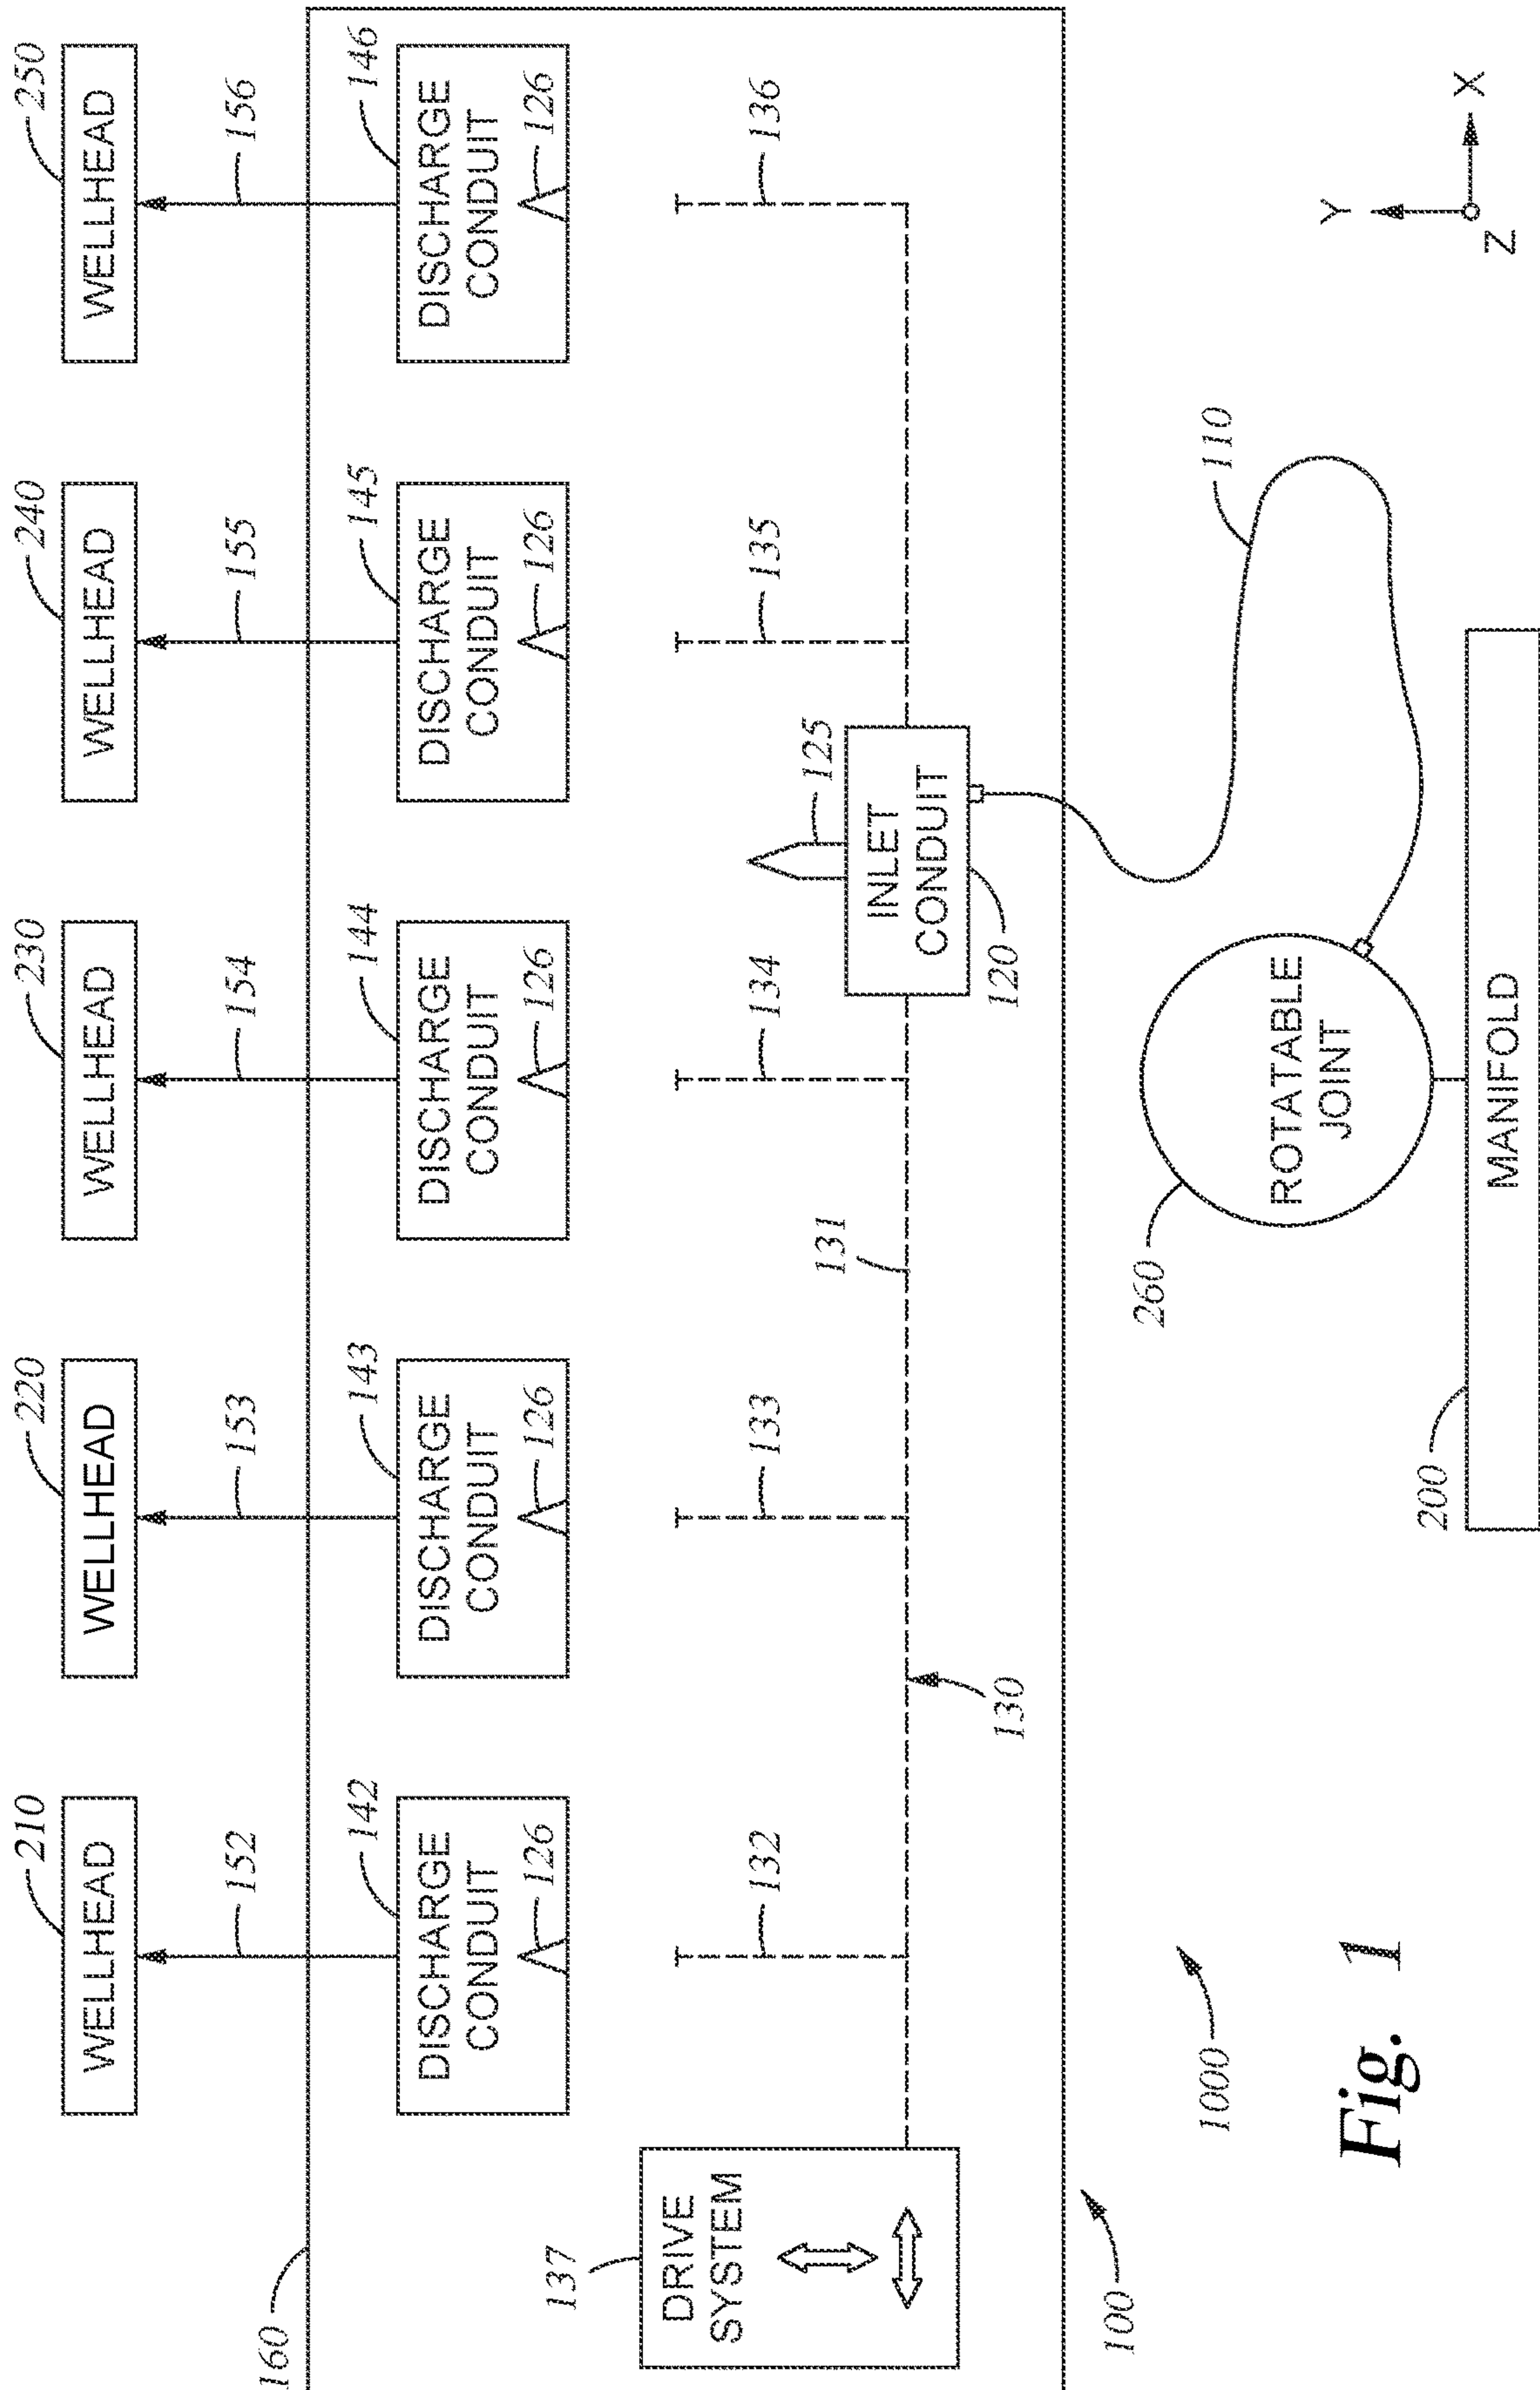 210
220
230
240
250
WELLHEAD
WELLHEAD
WELLHEAD
WELLHEAD
WELLHEAD
152
153
154
155
156
160
142
143
144
145
146
DISCHARGE
CONDUIT
DISCHARGE
CONDUIT
DISCHARGE
CONDUIT
DISCHARGE
CONDUIT
DISCHARGE
CONDUIT
126
126
126
126
126
137
DRIVE
SYSTEM
132
133
134
135
136
131
125
INLET
CONDUIT
120
130
100
1000
260
ROTATABLE
JOINT
110
200
MANIFOLD
Y
X
Z
Fig. 1